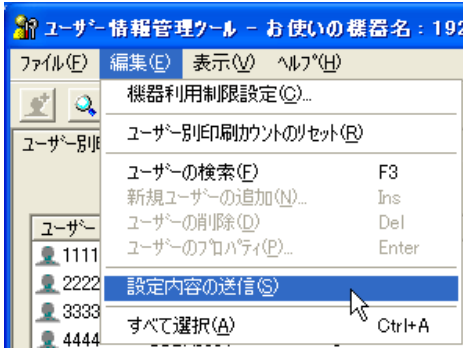 ユーザー情報管理ツール - お使いの機器名：192
ファイル(F) 編集(E) 表示(V) ヘルプ(H)
機器利用制限設定(C)...
ユーザー別印刷カウントのリセット(R)
ユーザー別
ユーザーの検索(F) F3
新規ユーザーの追加(N)... Ins
ユーザーの削除(D) Del
ユーザーのプロパティ(P)... Enter
設定内容の送信(S)
すべて選択(A) Ctrl+A
ユーザー
1111
2222
3333
4444